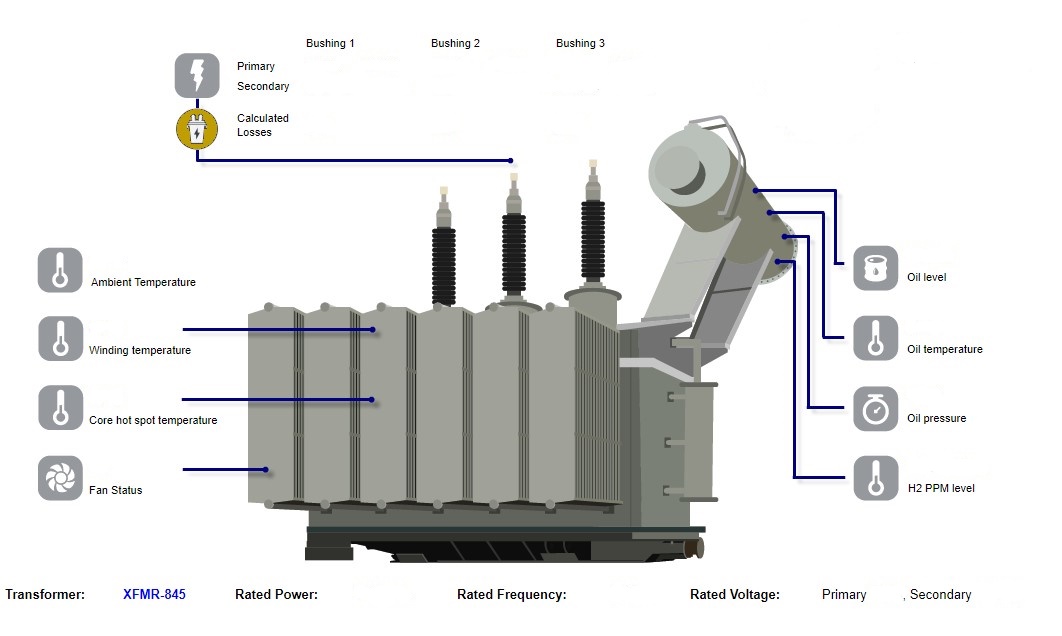 Bushing 1 Bushing 2 Bushing 3
Primary
Secondary
Calculated
Losses
Ambient Temperature
Winding temperature
Core hot spot temperature
Fan Status
Oil level
Oil temperature
Oil pressure
H2 PPM level
Transformer: XFMR-845 Rated Power: Rated Frequency: Rated Voltage: Primary , Secondary